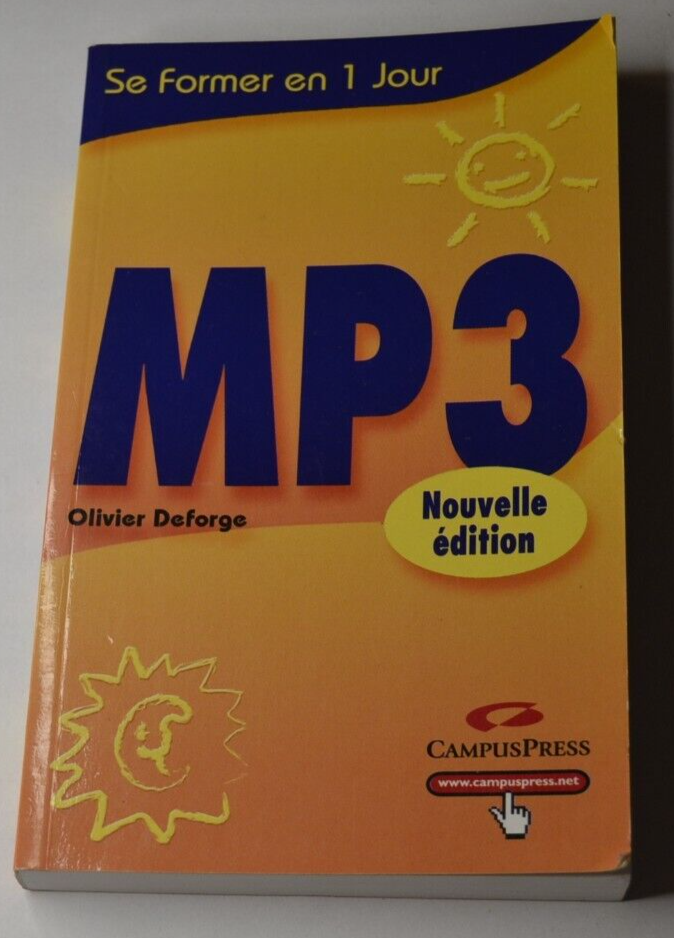 Se Former en 1 Jour
MP3
Olivier Deforge
Nouvelle
édition
CAMPUSPRESS
www.campuspress.net